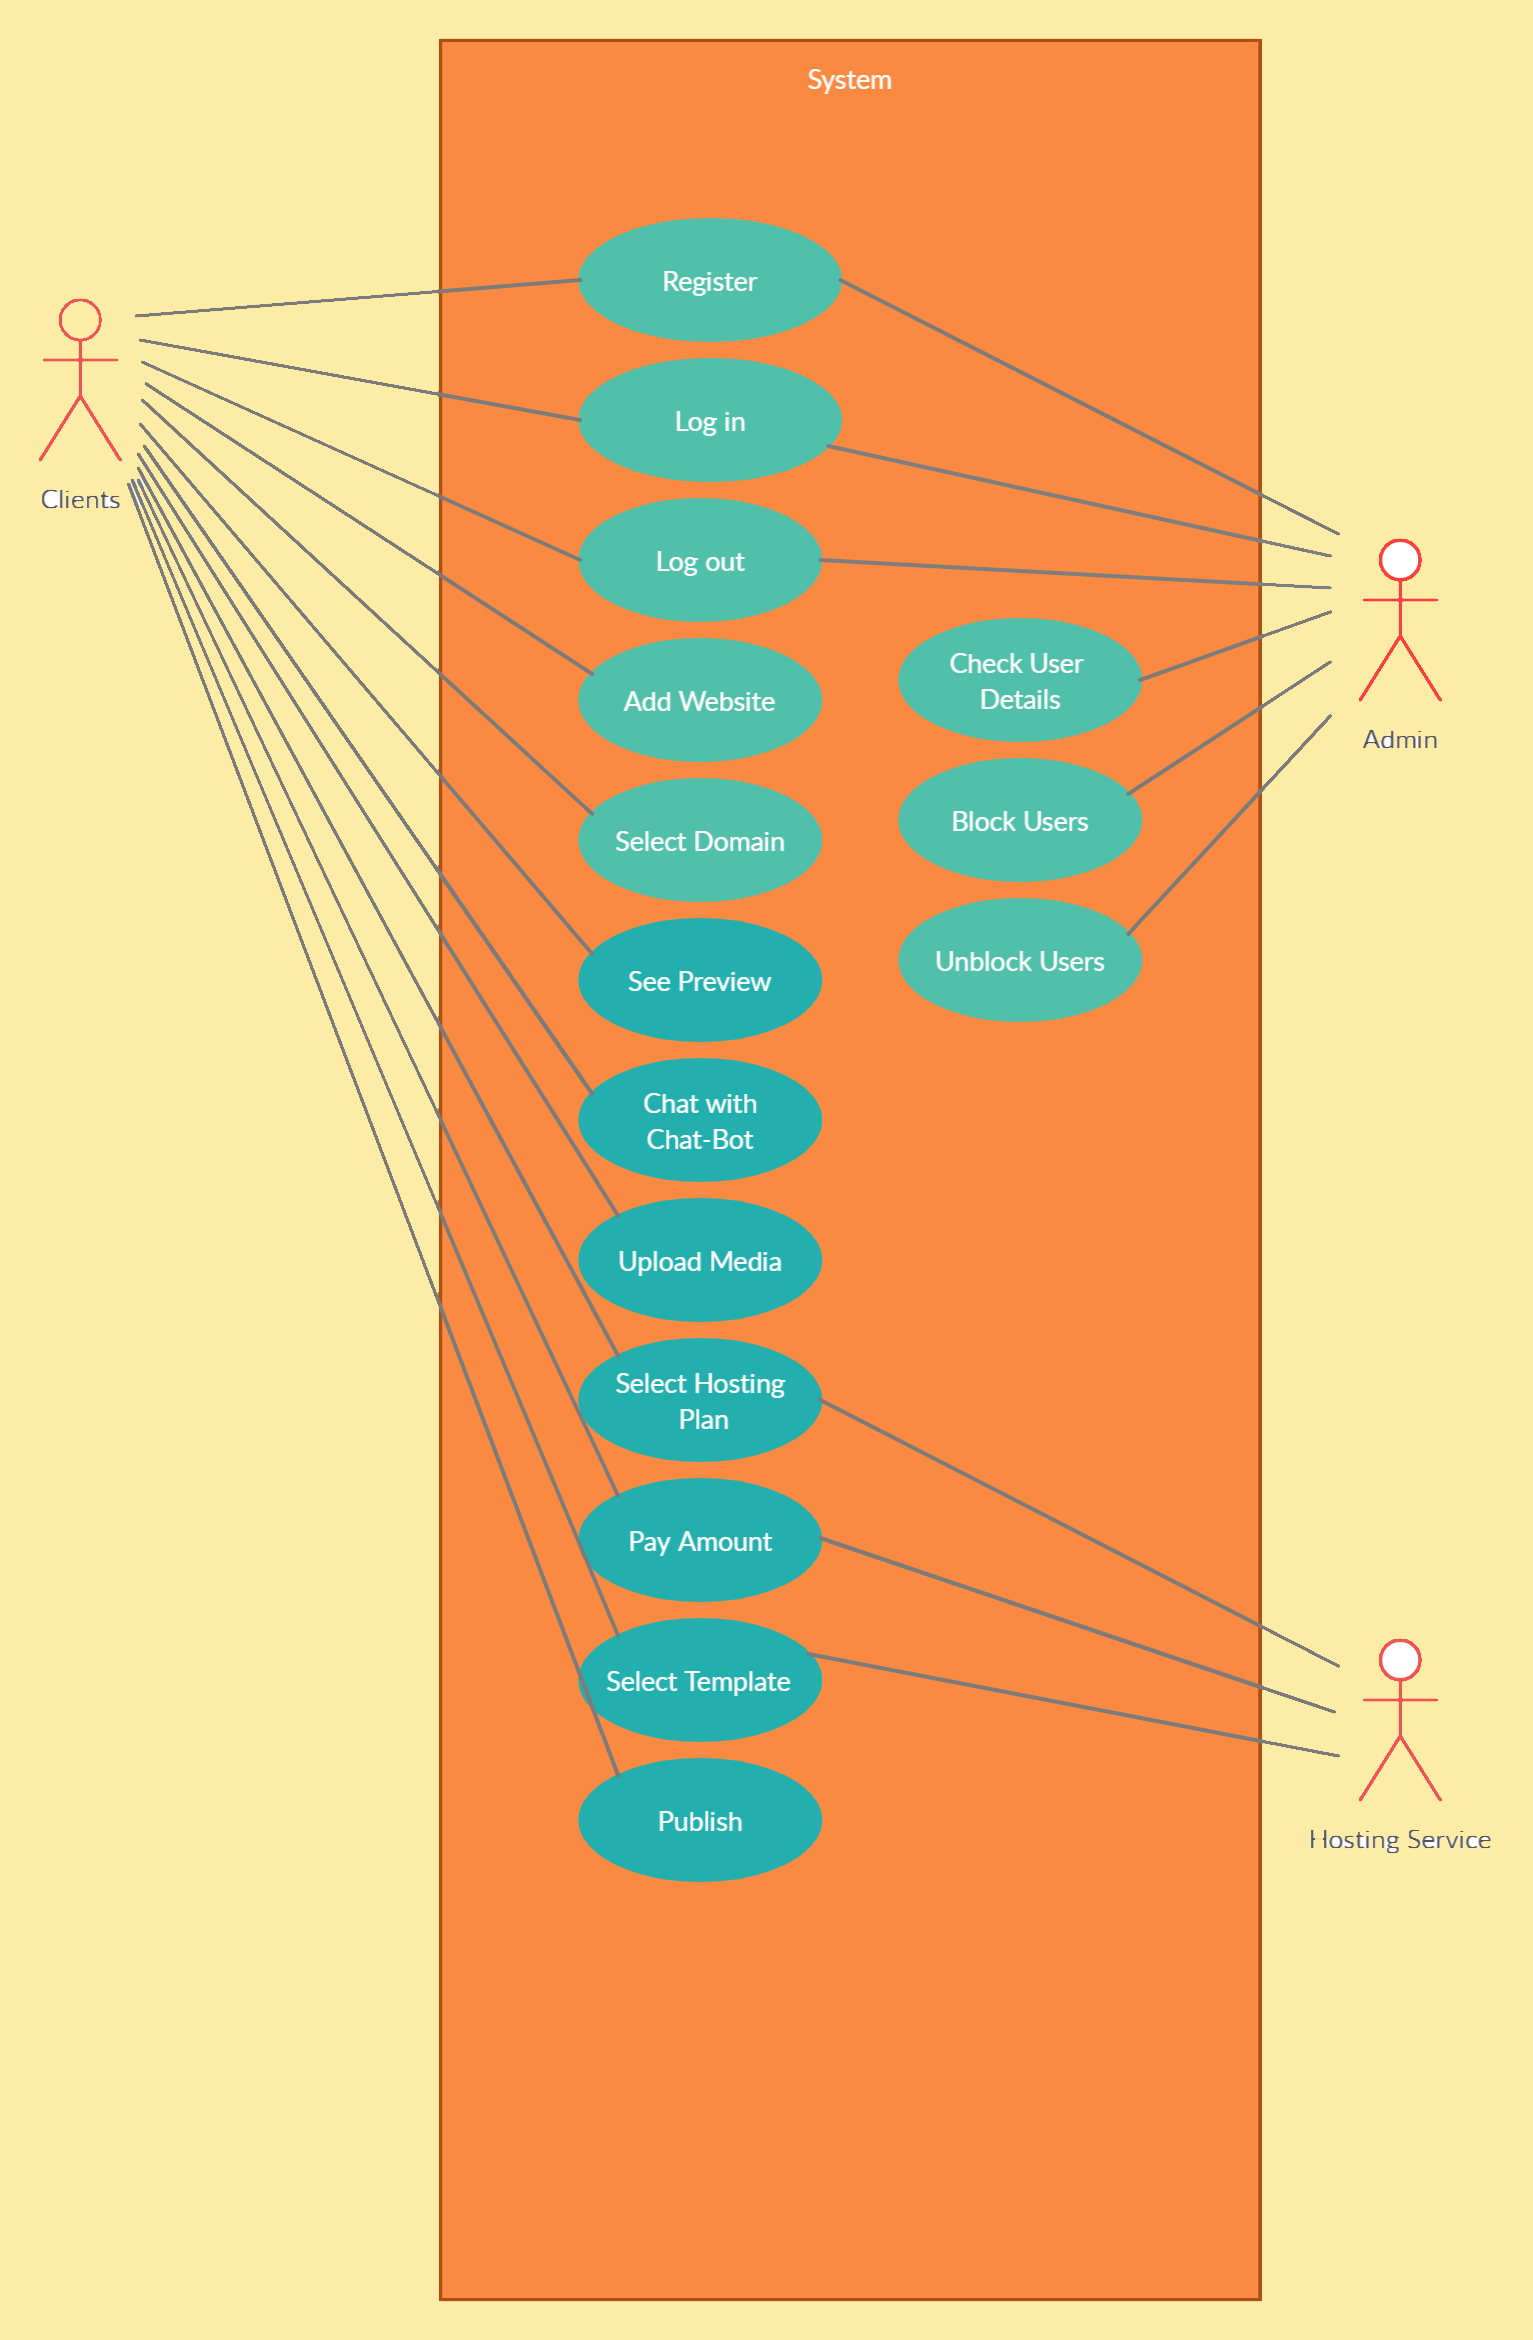 System
Register
Log in
Clients
Log out
Check User
Details
Add Website
Admin
Block Users
Select Domain
Unblock Users
See Preview
Chat with
Chat-Bot
Upload Media
Select Hosting
Plan
Pay Amount
Select Template
Publish
Hosting Service